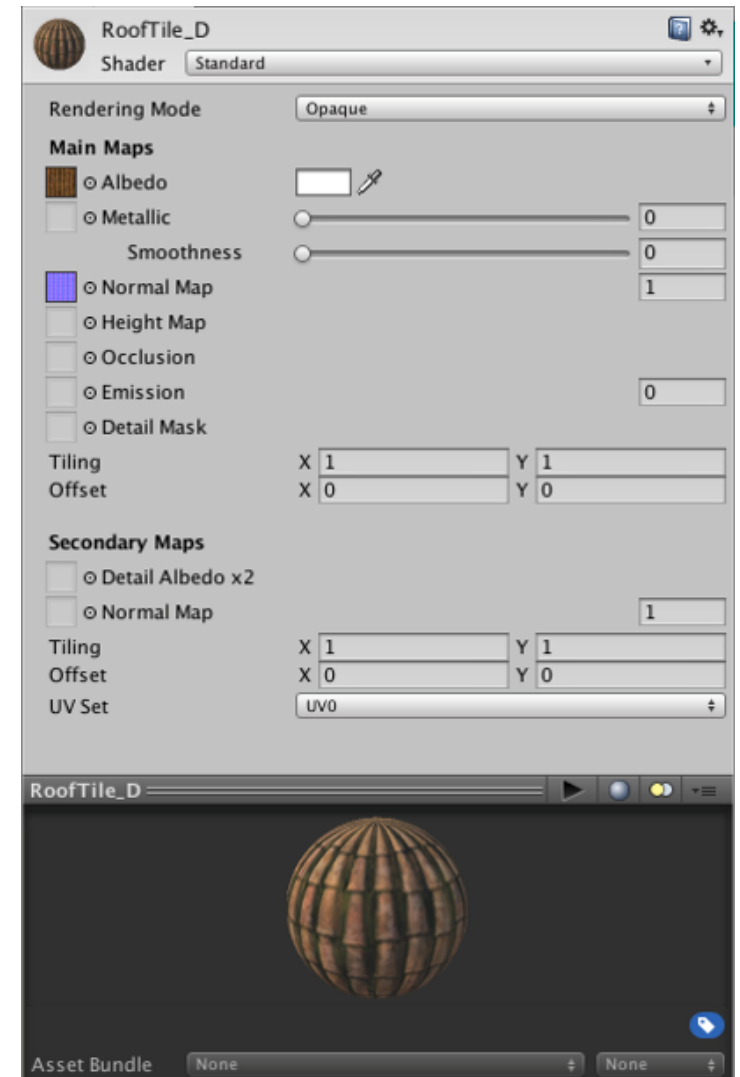 RoofTile_D
Shader Standard
Rendering Mode Opaque
Main Maps
Albedo
Metallic 0
Smoothness 0
Normal Map 1
Height Map
Occlusion
Emission 0
Detail Mask
Tiling X 1 Y 1
Offset X 0 Y 0
Secondary Maps
Detail Albedo x2
Normal Map 1
Tiling X 1 Y 1
Offset X 0 Y 0
UV Set UV0
RoofTile_D
Asset Bundle None None